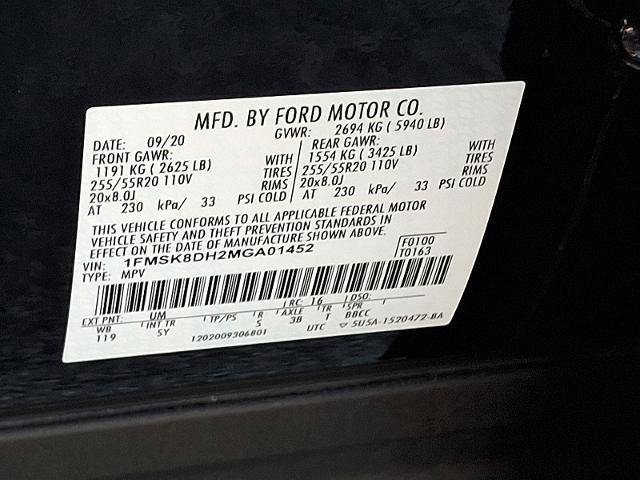 MFD. BY FORD MOTOR CO.
DATE: 09/20 GVWR: 2694 KG ( 5940 LB)
FRONT GAWR: WITH
1191 KG ( 2625 LB) TIRES
255/55R20 110V RIMS
20x8.0J PSI COLD
AT 230 kPa/ 33
REAR GAWR: WITH
1554 KG ( 3425 LB) TIRES
255/55R20 110V RIMS
20x8.0J
AT 230 kPa/ 33 PSI COLD
THIS VEHICLE CONFORMS TO ALL APPLICABLE FEDERAL MOTOR
VEHICLE SAFETY AND THEFT PREVENTION STANDARDS IN
EFFECT ON THE DATE OF MANUFACTURE SHOWN ABOVE.
VIN: 1FMSK8DH2MGA01452
TYPE: MPV
F0100
T0163
EXT PNT: UM RC: 16 DSO:
WB INT TR TP/PS R AXLE TR SPR
119 5Y S 3B T BBCC
1202009306801 UTC ▽ 5U5A-1520472-BA